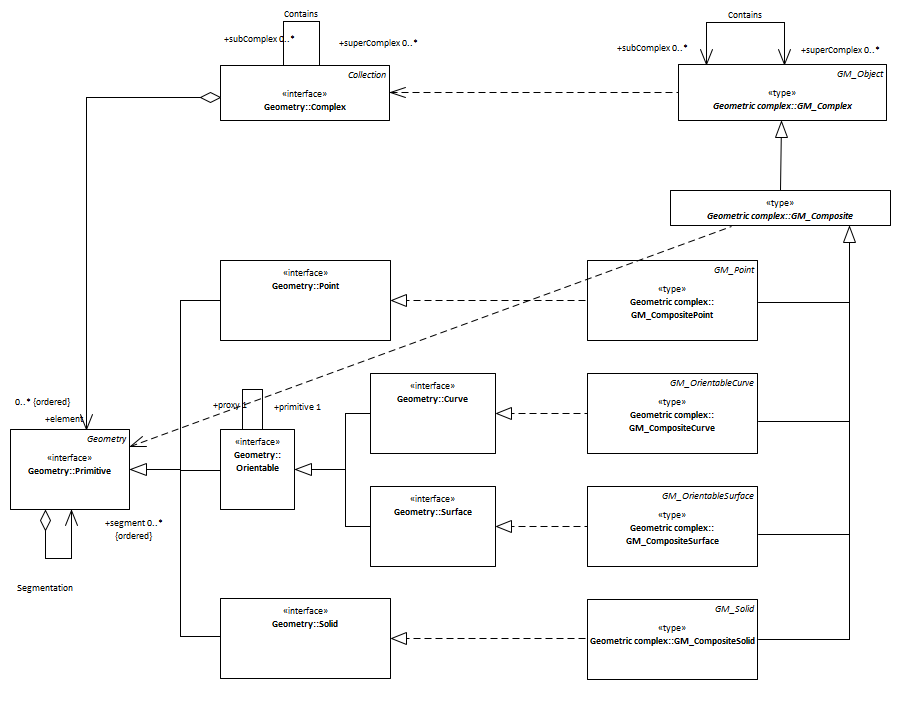 Contains
+subComplex 0..*
+superComplex 0..*
Collection
«interface»
Geometry::Complex
Contains
+subComplex 0..*
+superComplex 0..*
GM_Object
«type»
Geometric complex::GM_Complex
«type»
Geometric complex::GM_Composite
«interface»
Geometry::Point
GM_Point
«type»
Geometric complex::
GM_CompositePoint
«interface»
Geometry::Curve
GM_OrientableCurve
«type»
Geometric complex::
GM_CompositeCurve
0..* {ordered}
+element
+proxy 1
+primitive 1
Geometry
«interface»
Geometry::Primitive
«interface»
Geometry::
Orientable
+segment 0..*
{ordered}
Segmentation
«interface»
Geometry::Surface
GM_OrientableSurface
«type»
Geometric complex::
GM_CompositeSurface
«interface»
Geometry::Solid
GM_Solid
«type»
Geometric complex::GM_CompositeSolid